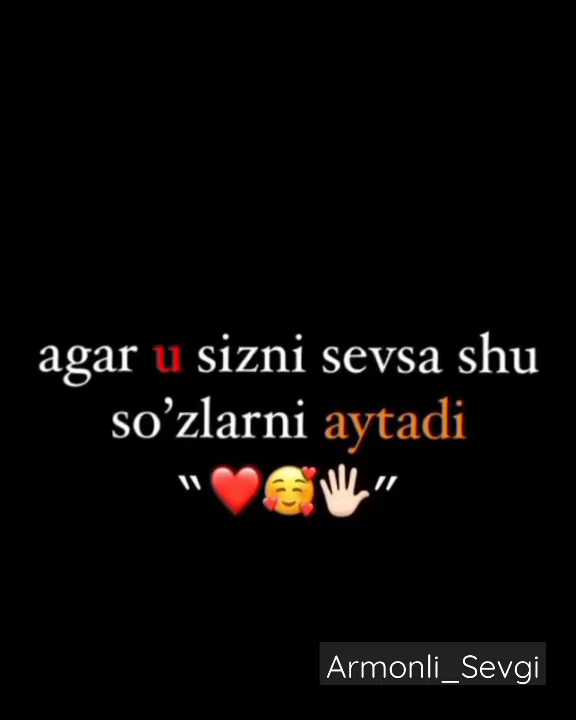 agar u sizni sevsa shu
so’zlarni aytadi
"❤️🥰🖐🏻"
Armonli_Sevgi